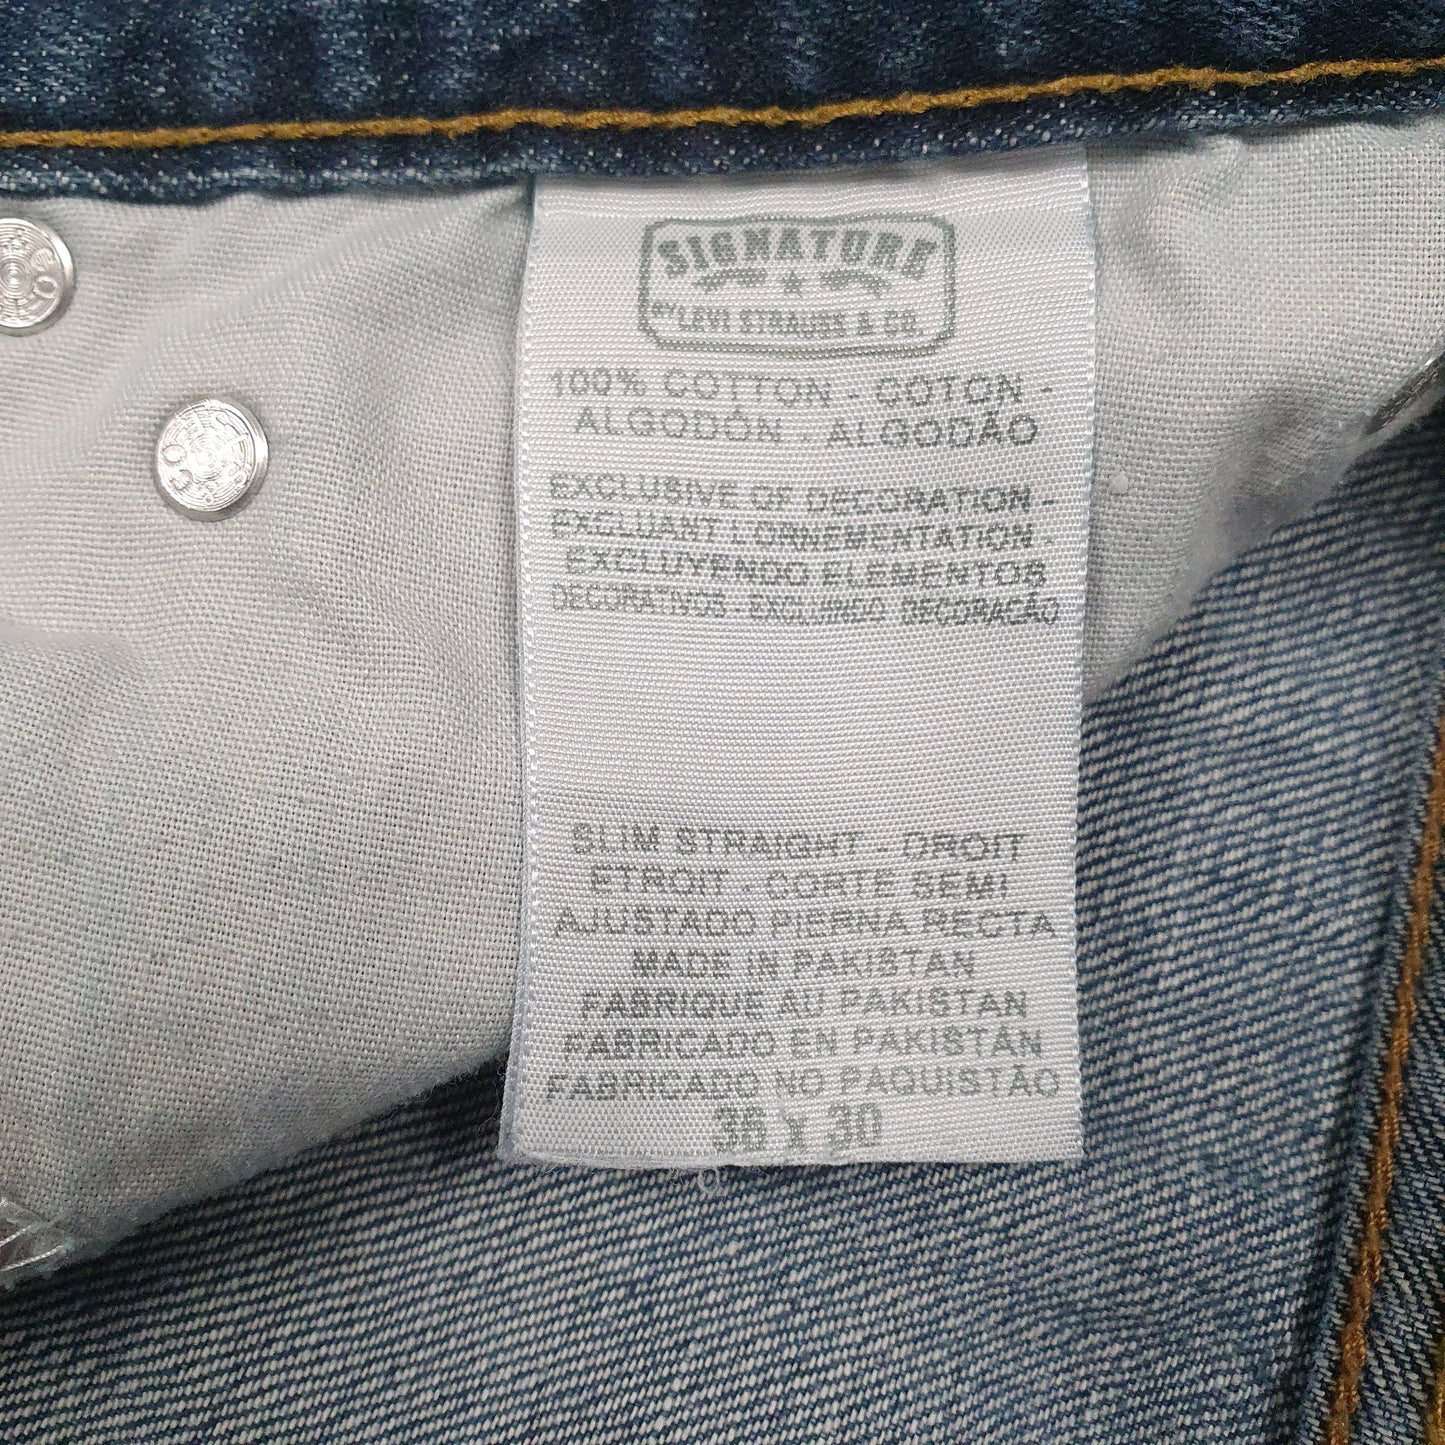 SIGNATURE
BY LEVI STRAUSS & CO.
100% COTTON - COTON -
ALGODÓN - ALGODÃO
EXCLUSIVE OF DECORATION -
EXCLUANT L'ORNEMENTATION -
EXCLUYENDO ELEMENTOS
DECORATIVOS - EXCLUINDO DECORAÇÃO
SLIM STRAIGHT - DROIT
ETROIT - CORTE SEMI
AJUSTADO PIERNA RECTA
MADE IN PAKISTAN
FABRIQUE AU PAKISTAN
FABRICADO EN PAKISTÁN
FABRICADO NO PAQUISTÃO
36 x 30